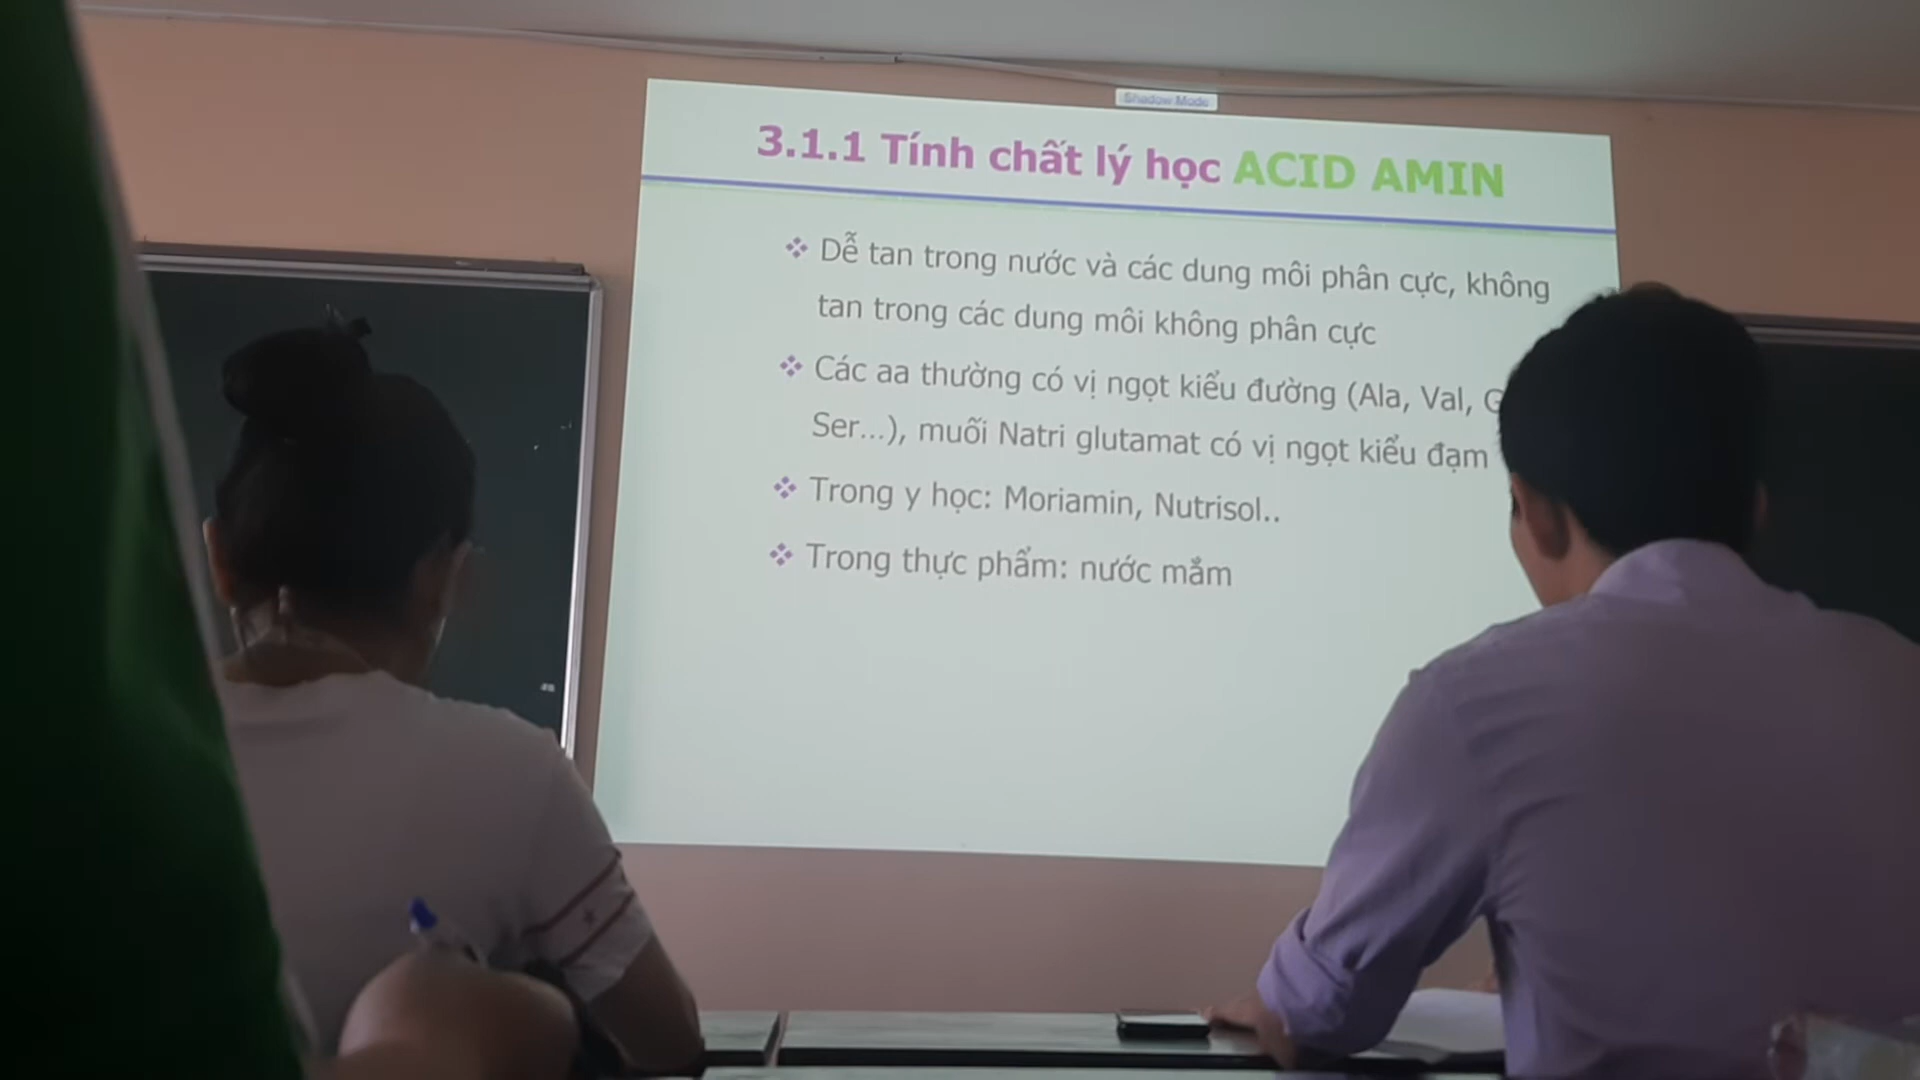 Shadow Mode
3.1.1 Tính chất lý học ACID AMIN
❖ Dễ tan trong nước và các dung môi phân cực, không
tan trong các dung môi không phân cực
❖ Các aa thường có vị ngọt kiểu đường (Ala, Val,
Ser...), muối Natri glutamat có vị ngọt kiểu đạm
❖ Trong y học: Moriamin, Nutrisol..
❖ Trong thực phẩm: nước mắm